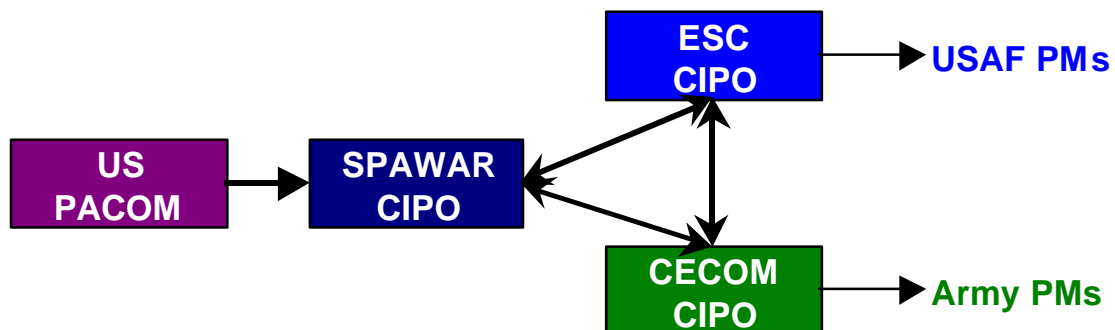 US
PACOM
SPAWAR
CIPO
ESC
CIPO
USAF PMs
CECOM
CIPO
Army PMs